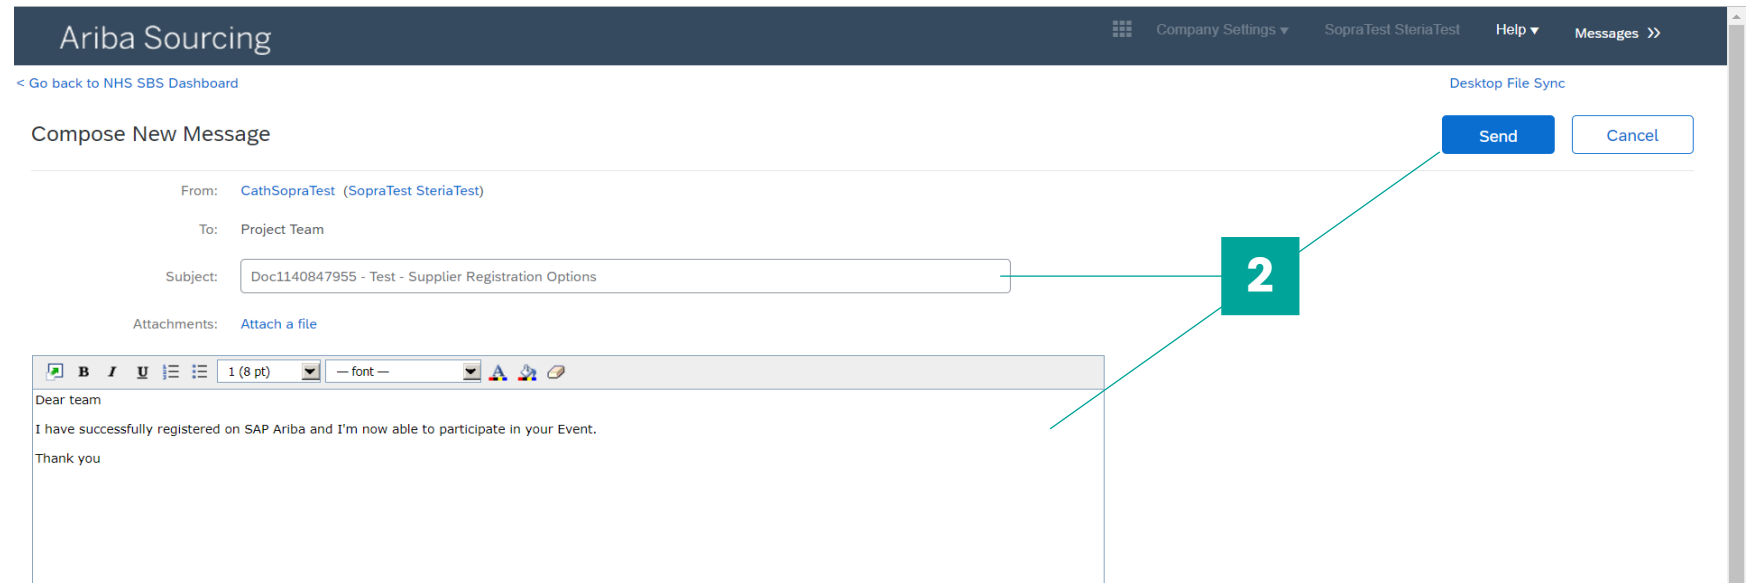 Ariba Sourcing
Company Settings ▾ SopraTest SteriaTest Help ▾ Messages »
< Go back to NHS SBS Dashboard Desktop File Sync
Compose New Message Send Cancel
From: CathSopraTest (SopraTest SteriaTest)
To: Project Team
Subject: Doc1140847955 - Test - Supplier Registration Options
2
Attachments: Attach a file
B I U 1 (8 pt) — font — A
Dear team
I have successfully registered on SAP Ariba and I'm now able to participate in your Event.
Thank you